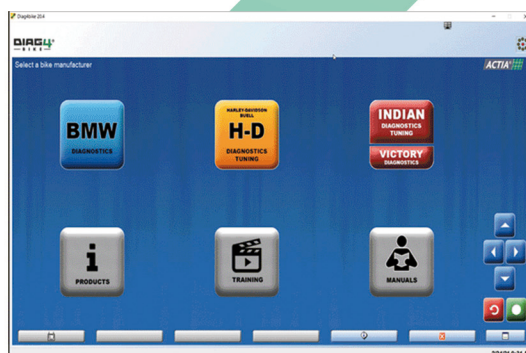 Diag4bike 20.4
DIAG4
BIKE
Select a bike manufacturer
ACTIA
BMW
DIAGNOSTICS
HARLEY-DAVIDSON
BUELL
H-D
DIAGNOSTICS
TUNING
INDIAN
DIAGNOSTICS
TUNING
VICTORY
DIAGNOSTICS
i
PRODUCTS
TRAINING
MANUALS